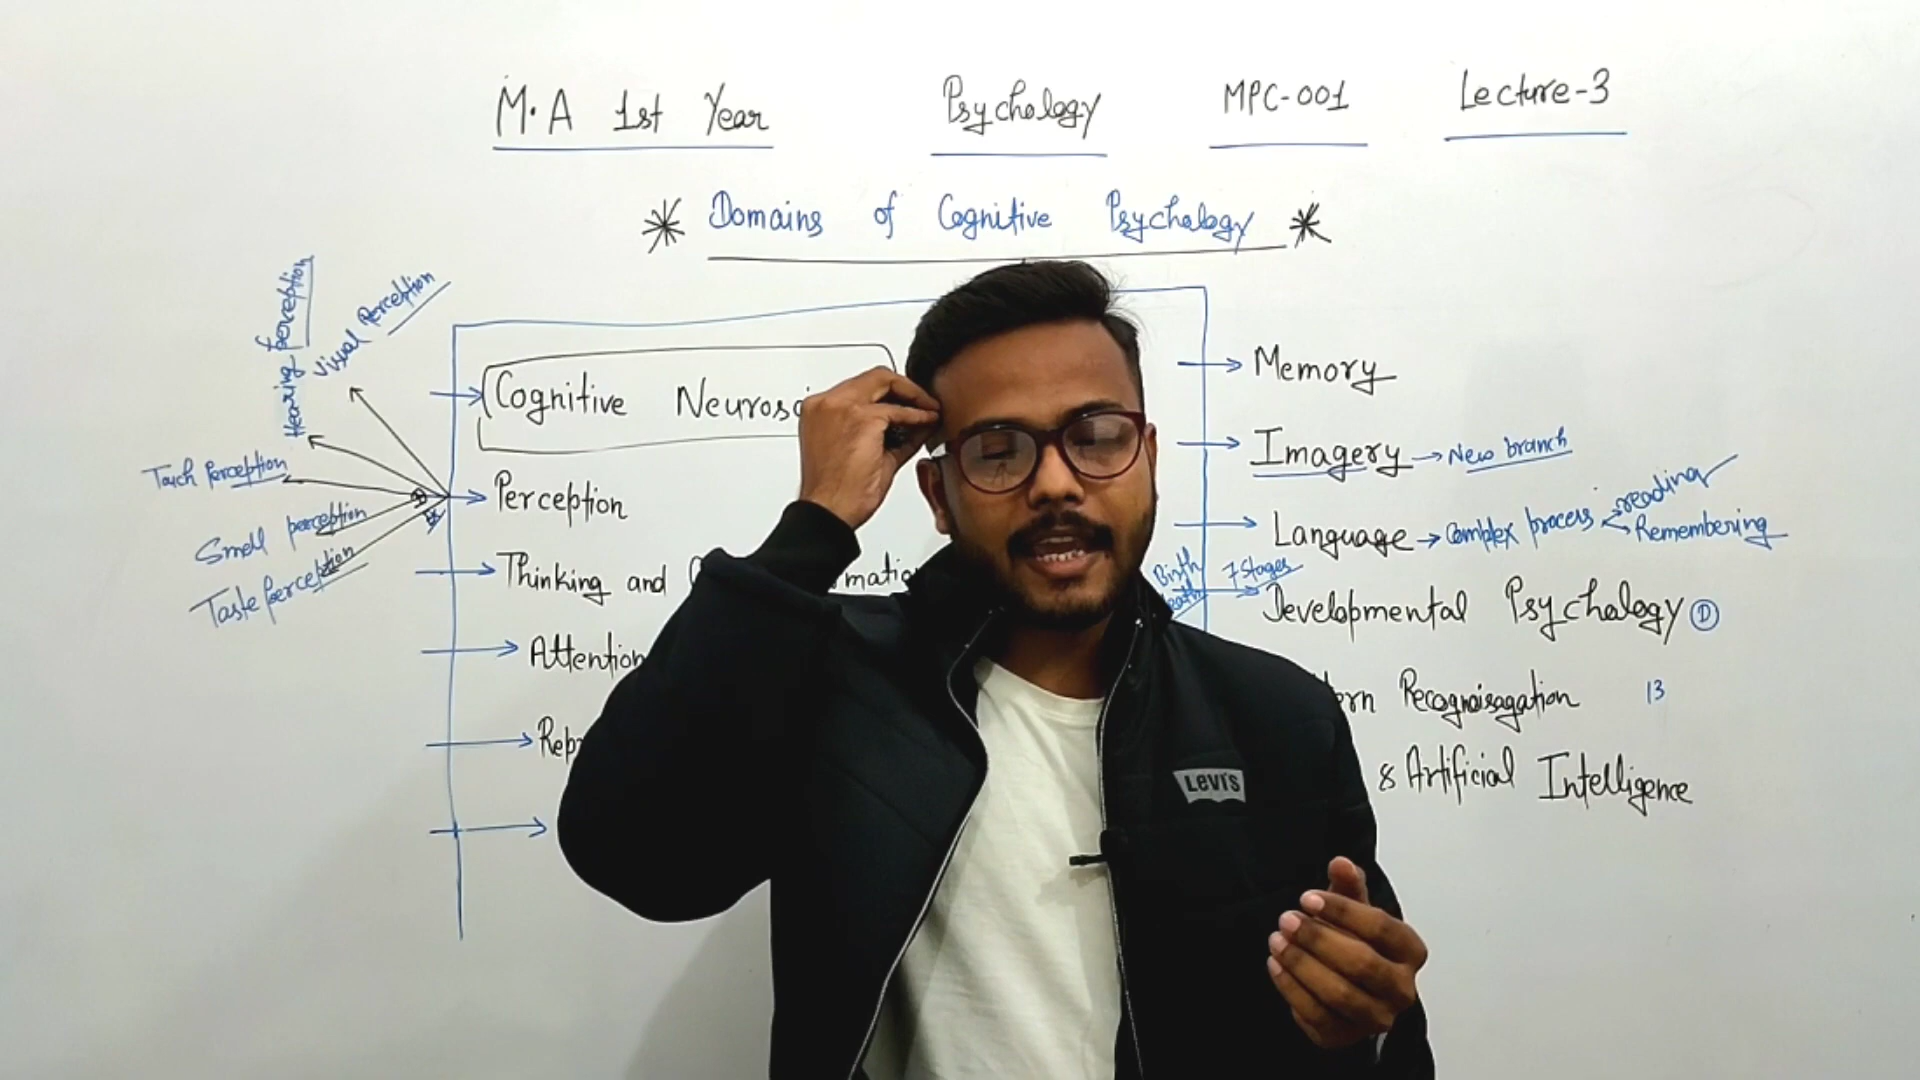 M.A 1st Year Psychology MPC-001 Lecture-3
* Domains of Cognitive Psychology *
Hearing perception
Visual Perception
Touch Perception
Smell perception
Taste Perception
Cognitive
Perception
Thinking and
Attention
Memory
Imagery → New branch
Language → Complex process reading
Remembering
Birth 7 Stages
Developmental Psychology D
Recognoisagation 13
& Artificial Intelligence
Levi's